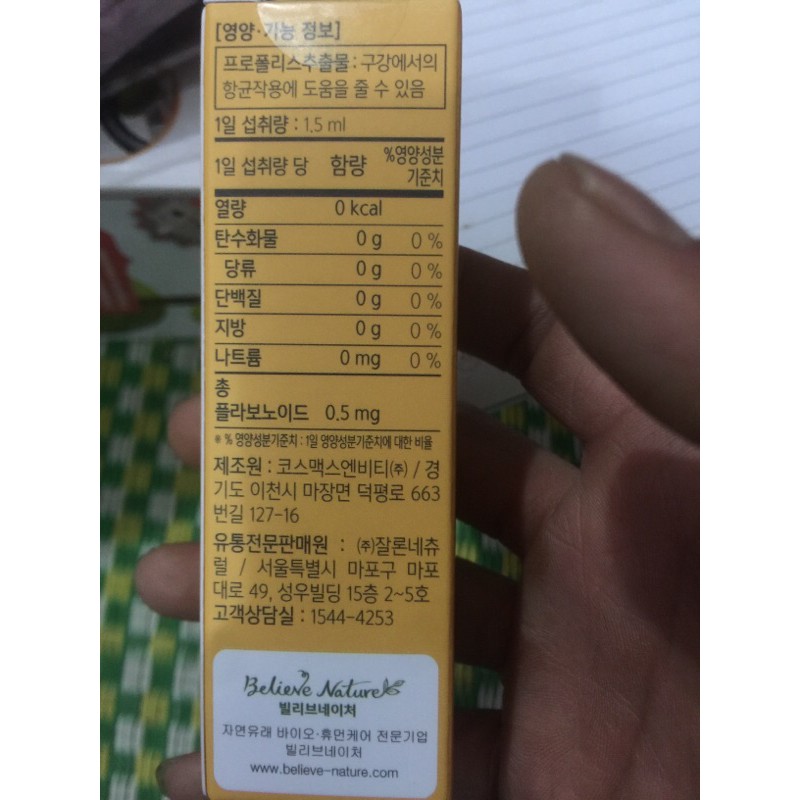 [영양·기능 정보]
프로폴리스추출물 : 구강에서의
항균작용에 도움을 줄 수 있음
1일 섭취량 : 1.5 ml
1일 섭취량 당 함량 %영양성분 기준치
열량 0 kcal
탄수화물 0 g 0 %
당류 0 g 0 %
단백질 0 g 0 %
지방 0 g 0 %
나트륨 0 mg 0 %
총
플라보노이드 0.5 mg
※ % 영양성분기준치 : 1일 영양성분기준치에 대한 비율
제조원 : 코스맥스엔비티㈜ / 경
기도 이천시 마장면 덕평로 663
번길 127-16
유통전문판매원 : ㈜잘론네츄
럴 / 서울특별시 마포구 마포
대로 49, 성우빌딩 15층 2~5호
고객상담실 : 1544-4253
Believe Nature
빌리브네이처
자연유래 바이오·휴먼케어 전문기업
빌리브네이처
www.believe-nature.com